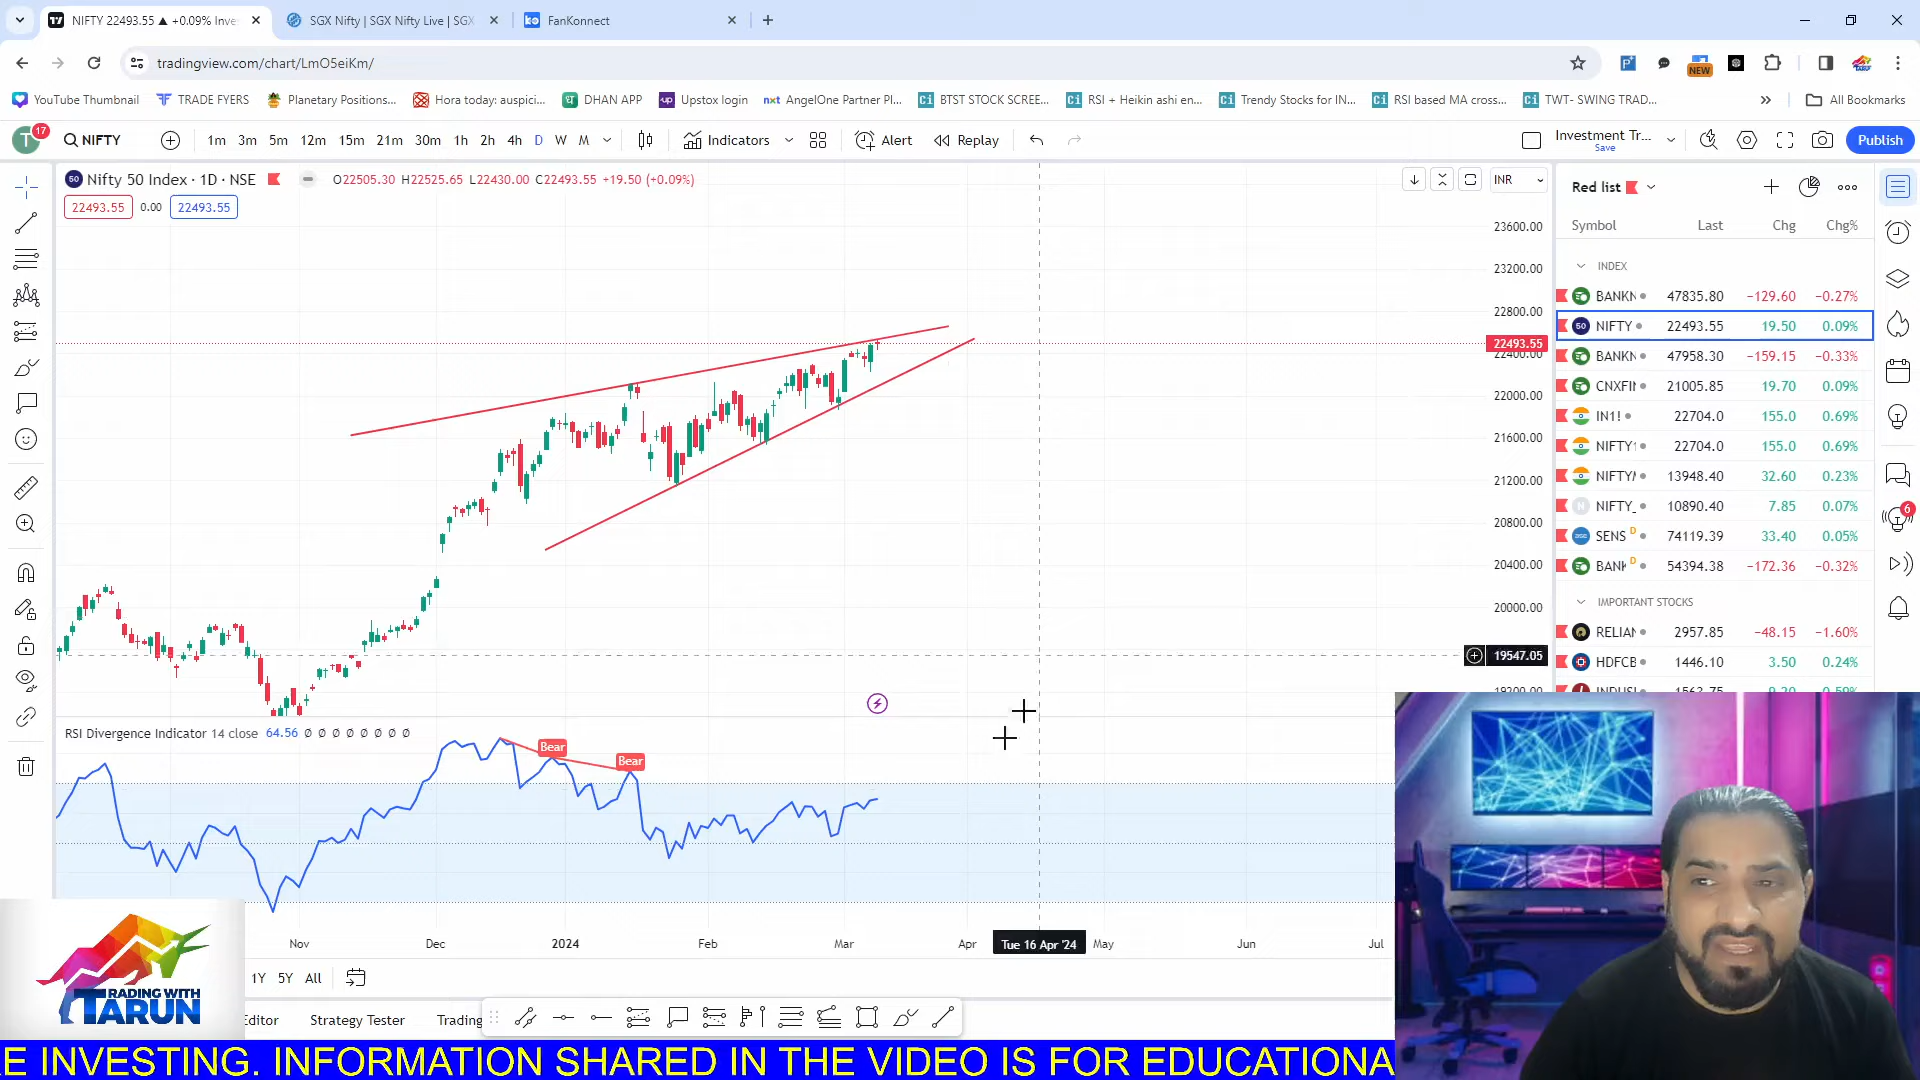 NIFTY 22493.55 ▲ +0.09% Inve
SGX Nifty | SGX Nifty Live | SGX
FanKonnect
tradingview.com/chart/LmO5eiKm/
NEW
YouTube Thumbnail
TRADE FYERS
Planetary Positions...
Hora today: auspici...
DHAN APP
Upstox login
AngelOne Partner Pl...
BTST STOCK SCREE...
RSI + Heikin ashi en...
Trendy Stocks for IN...
RSI based MA cross...
TWT- SWING TRAD...
All Bookmarks
T 17 NIFTY 1m 3m 5m 12m 15m 21m 30m 1h 2h 4h D W M Indicators Alert Replay
Investment Tr...
Save
Publish
Nifty 50 Index · 1D · NSE O22505.30 H22525.65 L22430.00 C22493.55 +19.50 (+0.09%)
22493.55 0.00 22493.55
INR
23600.00
23200.00
22800.00
22493.55
22400.00
22000.00
21600.00
21200.00
20800.00
20400.00
20000.00
19547.05
19200.00
RSI Divergence Indicator 14 close 64.56 Ø Ø Ø Ø Ø Ø Ø Ø
Bear
Bear
Nov Dec 2024 Feb Mar Apr Tue 16 Apr '24 May Jun Jul
1Y 5Y All
Editor Strategy Tester Trading
Red list
Symbol Last Chg Chg%
INDEX
BANKN 47835.80 −129.60 −0.27%
NIFTY 22493.55 19.50 0.09%
BANKN 47958.30 −159.15 −0.33%
CNXFIN 21005.85 19.70 0.09%
IN1! 22704.0 155.0 0.69%
NIFTY1 22704.0 155.0 0.69%
NIFTYM 13948.40 32.60 0.23%
NIFTY_ 10890.40 7.85 0.07%
SENS D 74119.39 33.40 0.05%
BANK D 54394.38 −172.36 −0.32%
IMPORTANT STOCKS
RELIAN 2957.85 −48.15 −1.60%
HDFCB 1446.10 3.50 0.24%
6
TRADING WITH
TARUN
E INVESTING. INFORMATION SHARED IN THE VIDEO IS FOR EDUCATIONA